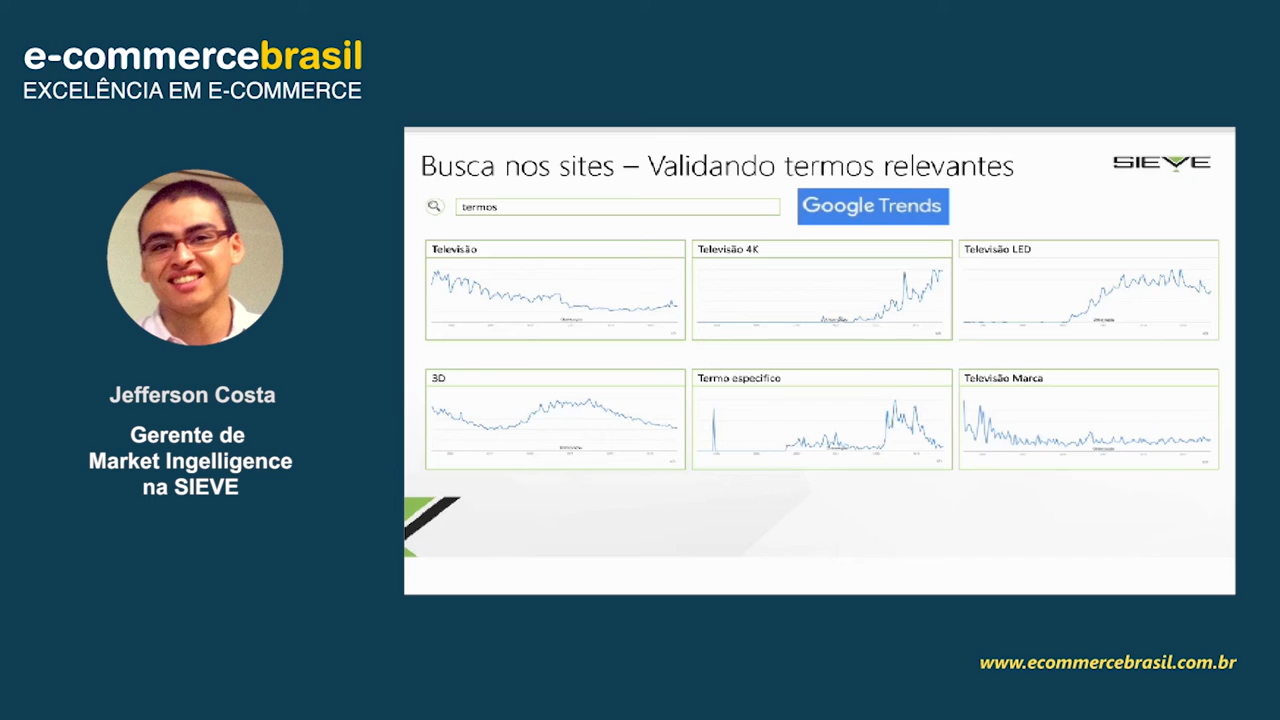 e-commercebrasil
EXCELÊNCIA EM E-COMMERCE
Busca nos sites – Validando termos relevantes
SIEVE
termos
Google Trends
Televisão
Televisão 4K
Televisão LED
3D
Termo especifico
Televisão Marca
Jefferson Costa
Gerente de
Market Ingelligence
na SIEVE
www.ecommercebrasil.com.br